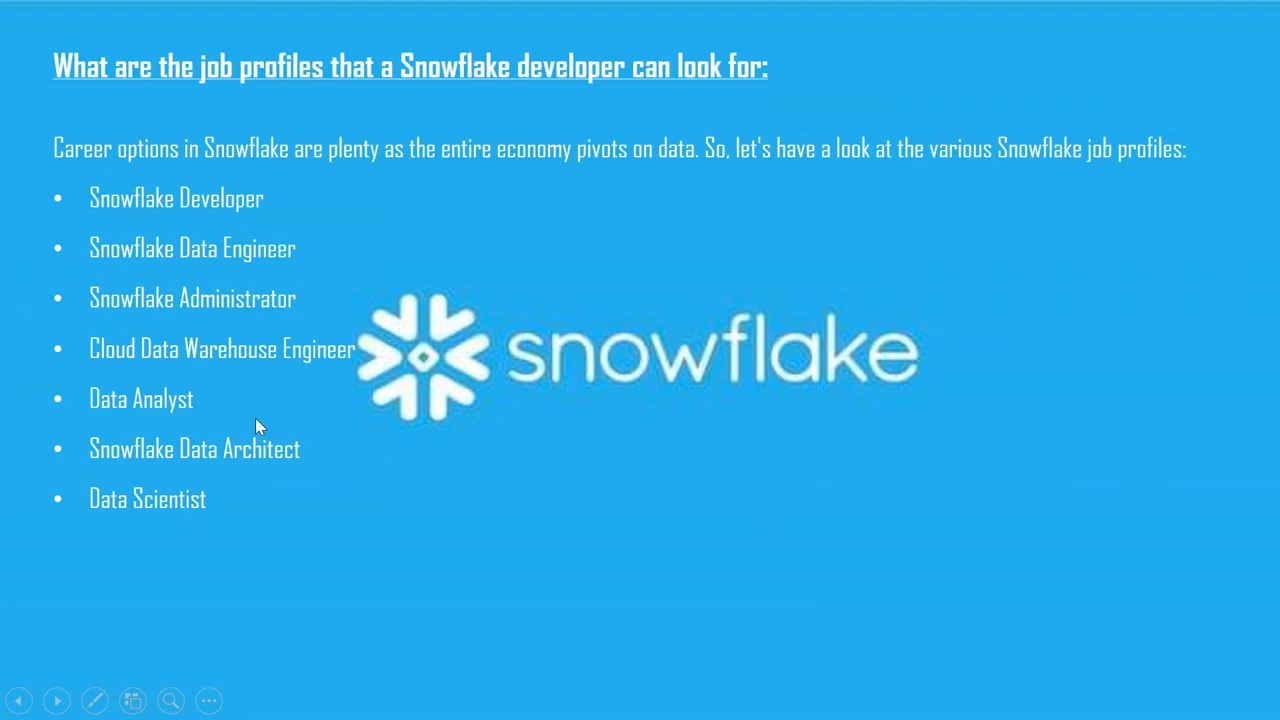 What are the job profiles that a Snowflake developer can look for:
Career options in Snowflake are plenty as the entire economy pivots on data. So, let's have a look at the various Snowflake job profiles:
• Snowflake Developer
• Snowflake Data Engineer
• Snowflake Administrator
• Cloud Data Warehouse Engineer
snowflake
• Data Analyst
• Snowflake Data Architect
• Data Scientist